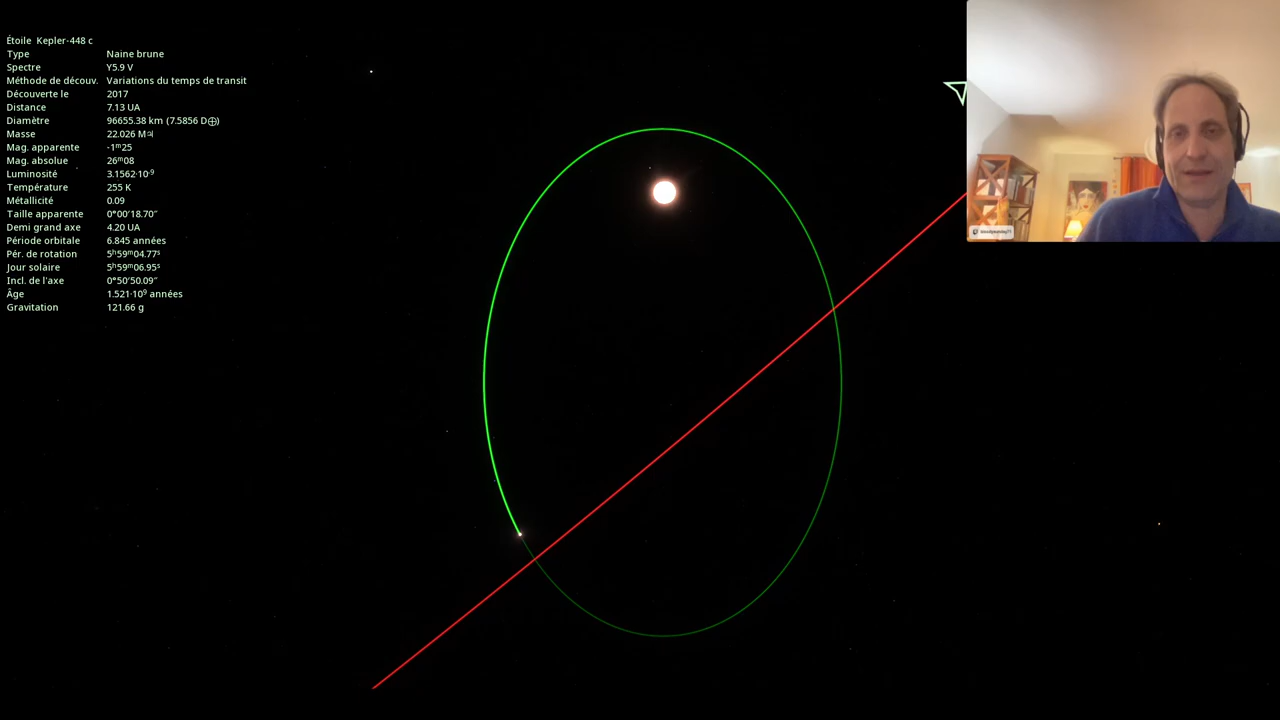 Étoile Kepler-448 c
Type Naine brune
Spectre Y5.9 V
Méthode de découv. Variations du temps de transit
Découverte le 2017
Distance 7.13 UA
Diamètre 96655.38 km (7.5856 D⊕)
Masse 22.026 M♃
Mag. apparente -1ᵐ25
Mag. absolue 26ᵐ08
Luminosité 3.1562·10⁻⁹
Température 255 K
Métallicité 0.09
Taille apparente 0°00′18.70″
Demi grand axe 4.20 UA
Période orbitale 6.845 années
Pér. de rotation 5ʰ59ᵐ04.77ˢ
Jour solaire 5ʰ59ᵐ06.95ˢ
Incl. de l'axe 0°50′50.09″
Âge 1.521·10⁹ années
Gravitation 121.66 g